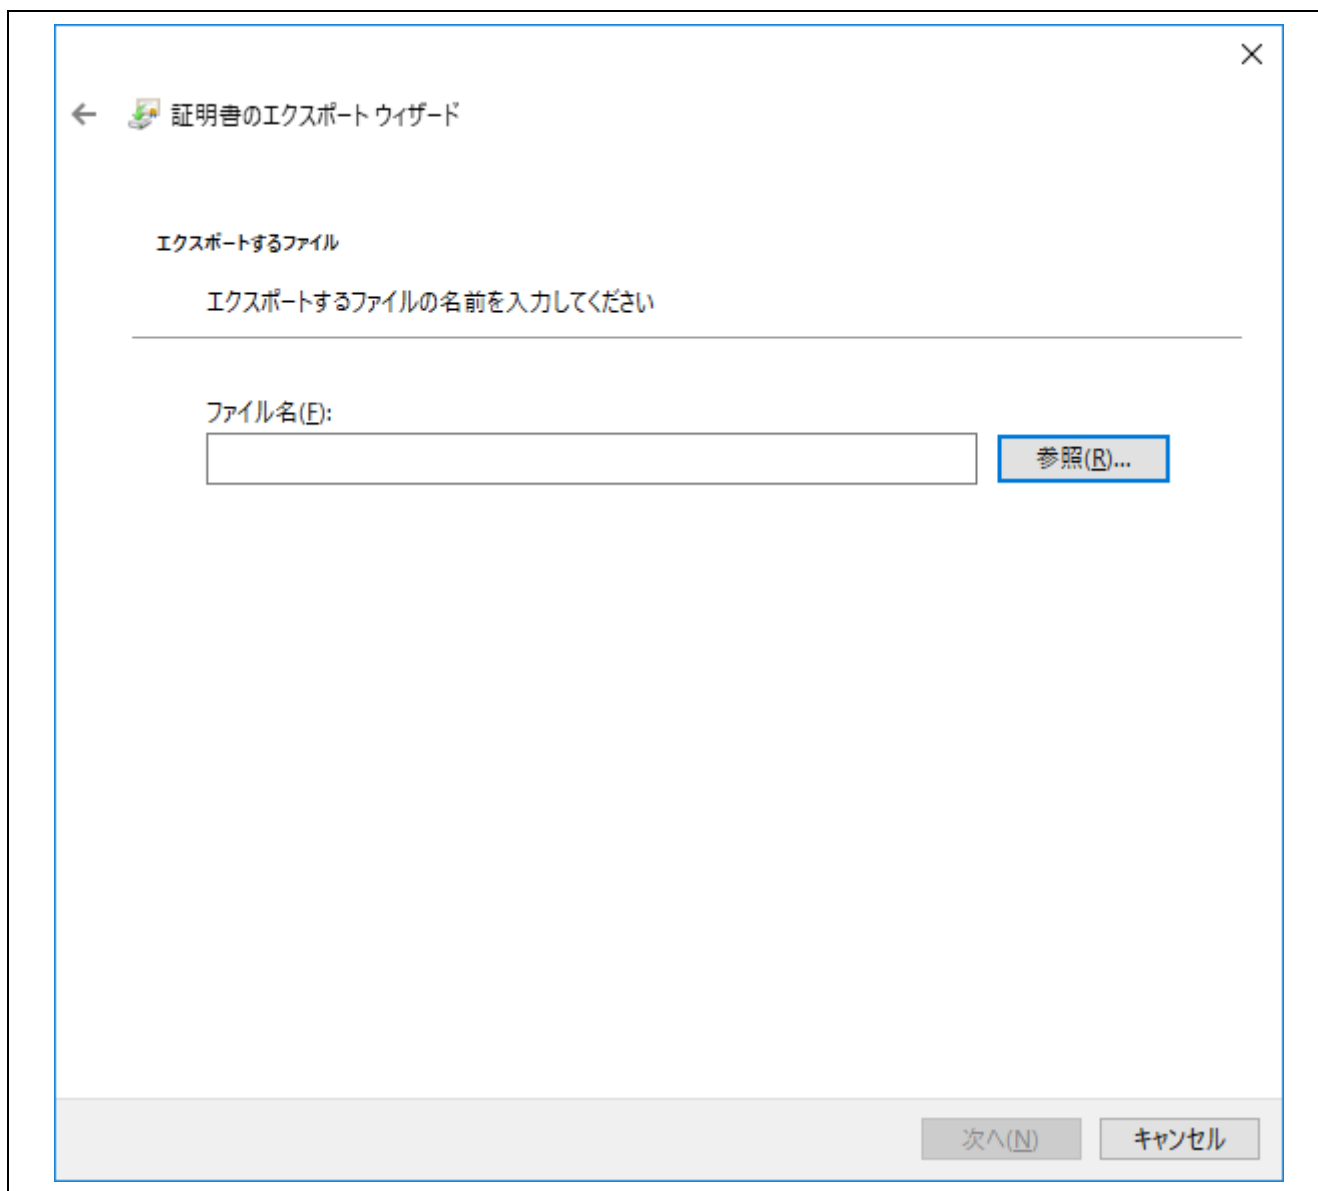 証明書のエクスポート ウィザード
エクスポートするファイル
エクスポートするファイルの名前を入力してください
ファイル名(F):
参照(R)...
次へ(N)
キャンセル